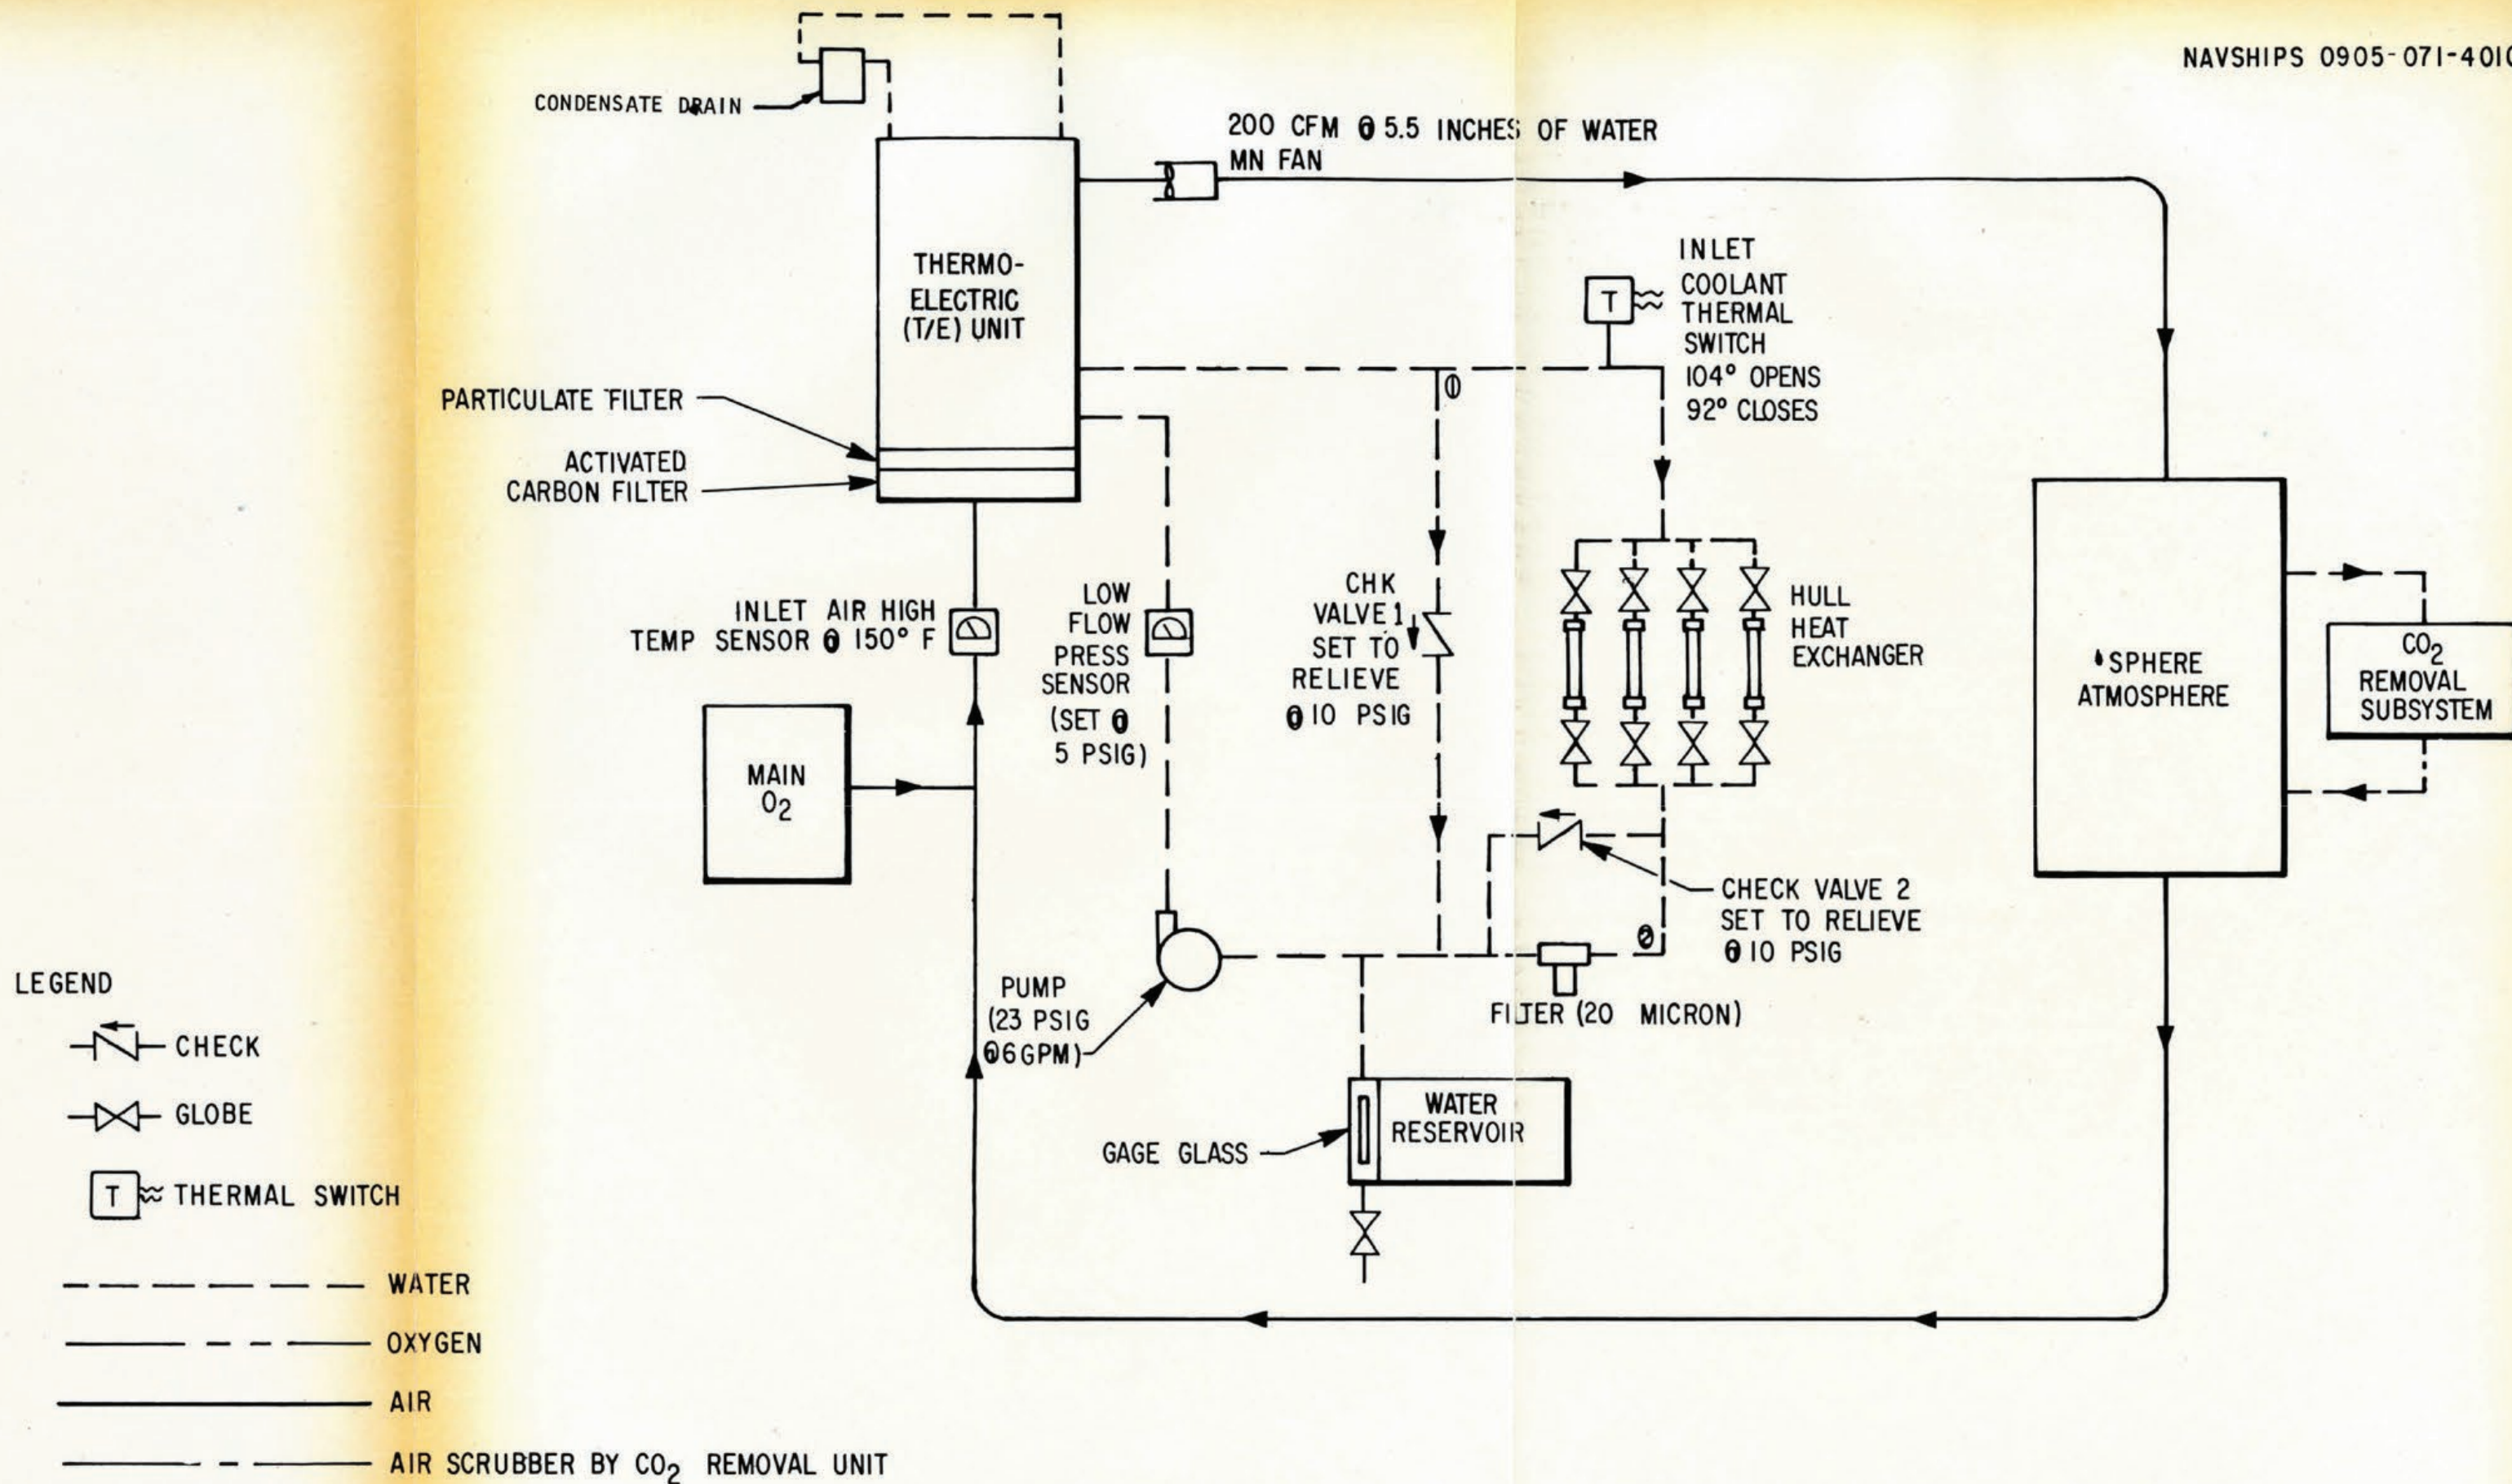 NAVSHIPS 0905-071-4010
CONDENSATE DRAIN
200 CFM @ 5.5 INCHES OF WATER
MN FAN
THERMO-
ELECTRIC
(T/E) UNIT
INLET
COOLANT
THERMAL
SWITCH
104° OPENS
92° CLOSES
T
PARTICULATE FILTER
ACTIVATED
CARBON FILTER
1
INLET AIR HIGH
TEMP SENSOR @ 150° F
LOW
FLOW
PRESS
SENSOR
(SET @
5 PSIG)
CHK
VALVE 1
SET TO
RELIEVE
@ 10 PSIG
HULL
HEAT
EXCHANGER
SPHERE
ATMOSPHERE
CO2
REMOVAL
SUBSYSTEM
MAIN
O2
CHECK VALVE 2
SET TO RELIEVE
@ 10 PSIG
2
PUMP
(23 PSIG
@6GPM)
FILTER (20 MICRON)
WATER
RESERVOIR
GAGE GLASS
LEGEND
CHECK
GLOBE
T THERMAL SWITCH
WATER
OXYGEN
AIR
AIR SCRUBBER BY CO2 REMOVAL UNIT